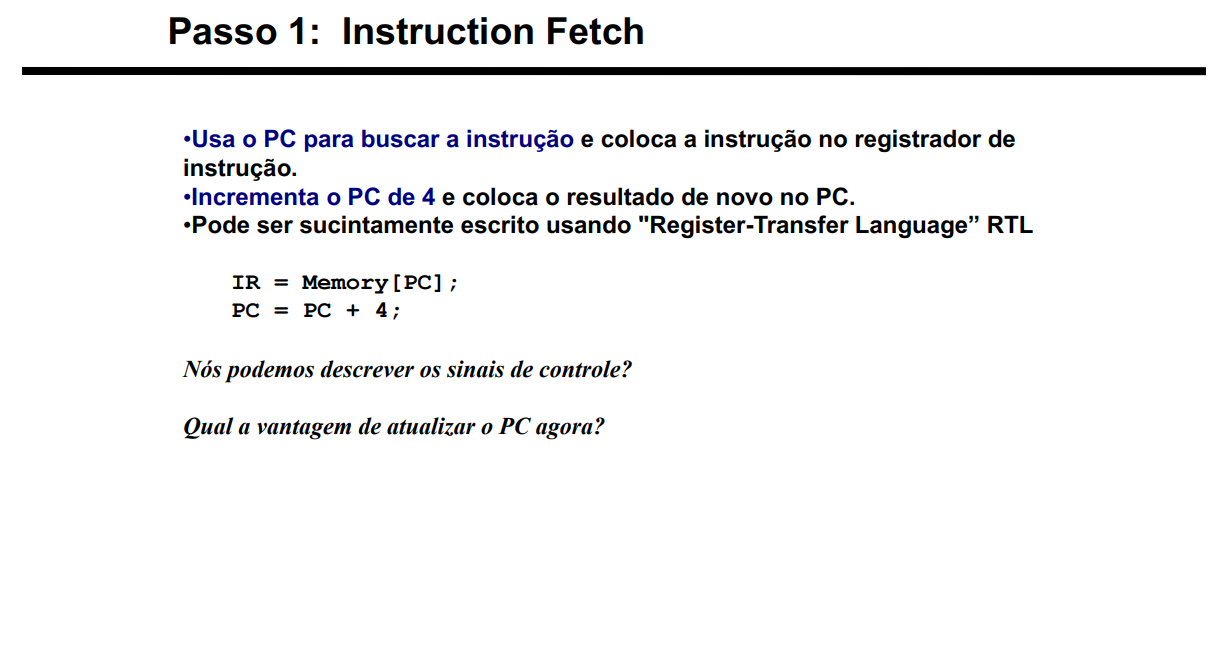 Passo 1:  Instruction Fetch
•Usa o PC para buscar a instrução e coloca a instrução no registrador de
instrução.
•Incrementa o PC de 4 e coloca o resultado de novo no PC.
•Pode ser sucintamente escrito usando "Register-Transfer Language” RTL
IR = Memory[PC];
PC = PC + 4;
Nós podemos descrever os sinais de controle?
Qual a vantagem de atualizar o PC agora?